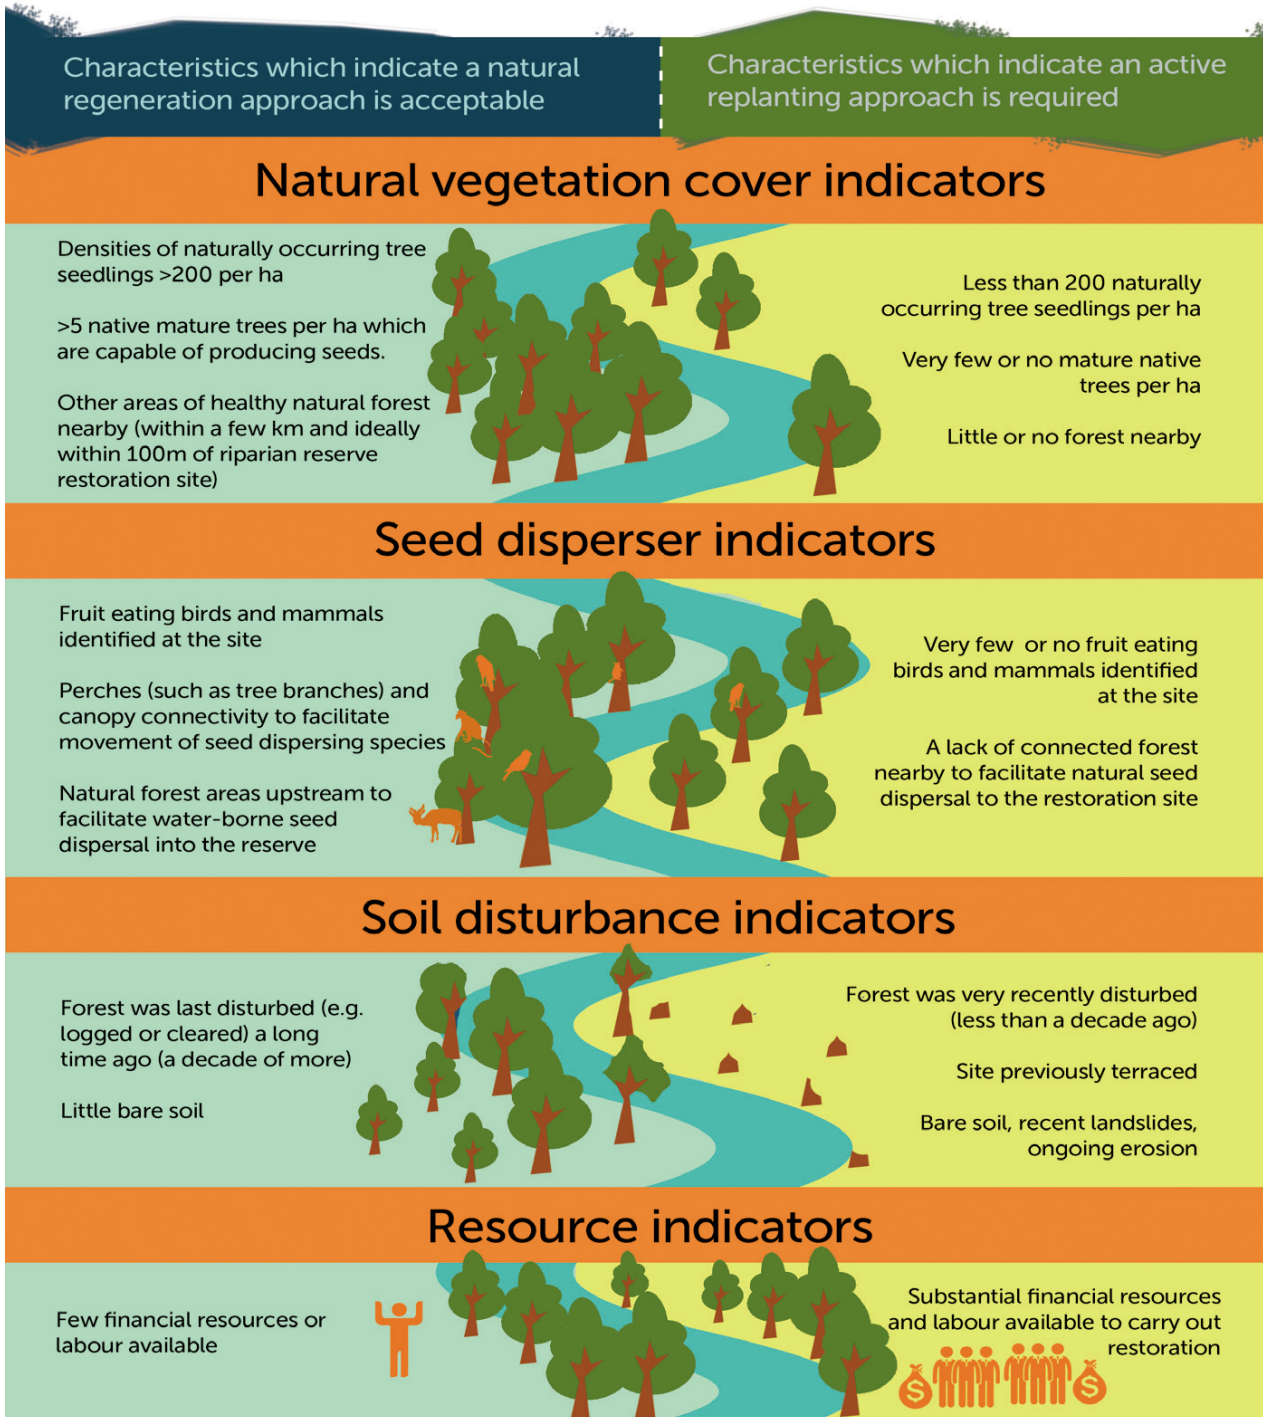 Characteristics which indicate a natural
regeneration approach is acceptable
Characteristics which indicate an active
replanting approach is required
Natural vegetation cover indicators
Densities of naturally occurring tree
seedlings >200 per ha
>5 native mature trees per ha which
are capable of producing seeds.
Other areas of healthy natural forest
nearby (within a few km and ideally
within 100m of riparian reserve
restoration site)
Less than 200 naturally
occurring tree seedlings per ha
Very few or no mature native
trees per ha
Little or no forest nearby
Seed disperser indicators
Fruit eating birds and mammals
identified at the site
Perches (such as tree branches) and
canopy connectivity to facilitate
movement of seed dispersing species
Natural forest areas upstream to
facilitate water-borne seed
dispersal into the reserve
Very few or no fruit eating
birds and mammals identified
at the site
A lack of connected forest
nearby to facilitate natural seed
dispersal to the restoration site
Soil disturbance indicators
Forest was last disturbed (e.g.
logged or cleared) a long
time ago (a decade of more)
Little bare soil
Forest was very recently disturbed
(less than a decade ago)
Site previously terraced
Bare soil, recent landslides,
ongoing erosion
Resource indicators
Few financial resources or
labour available
Substantial financial resources
and labour available to carry out
restoration
$ $